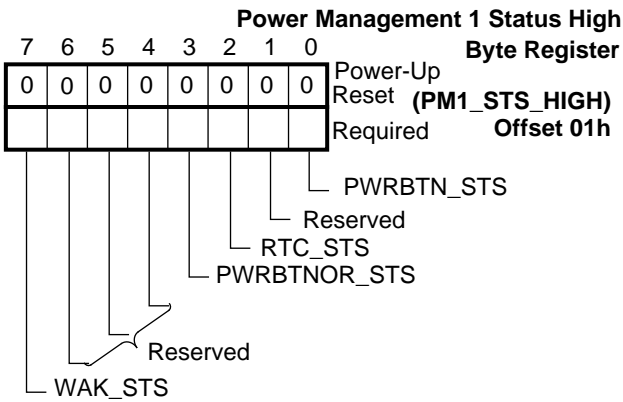 Power Management 1 Status High
Byte Register
(PM1_STS_HIGH)
Offset 01h
7 6 5 4 3 2 1 0
0 0 0 0 0 0 0 0
Power-Up
Reset
Required
PWRBTN_STS
Reserved
RTC_STS
PWRBTNOR_STS
Reserved
WAK_STS